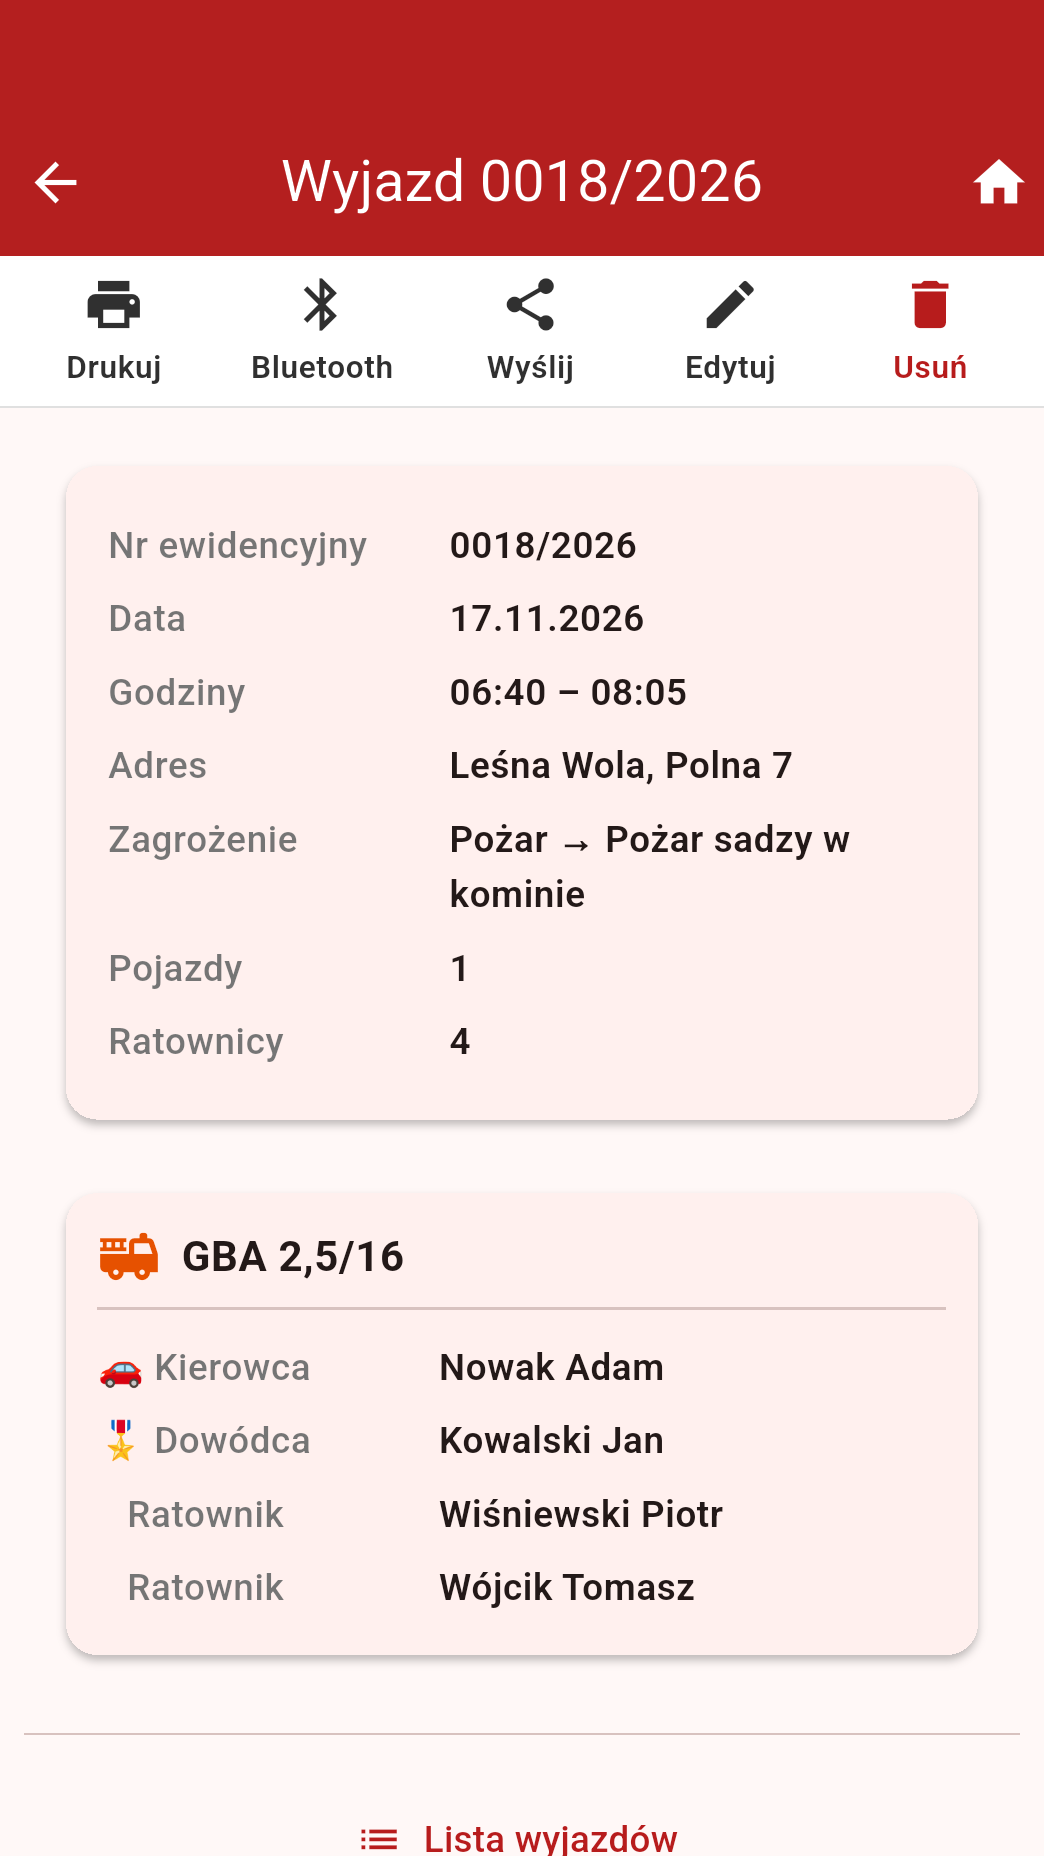 Wyjazd 0018/2026
Drukuj Bluetooth Wyślij Edytuj Usuń
Nr ewidencyjny 0018/2026
Data 17.11.2026
Godziny 06:40 – 08:05
Adres Leśna Wola, Polna 7
Zagrożenie Pożar → Pożar sadzy w
kominie
Pojazdy 1
Ratownicy 4
GBA 2,5/16
Kierowca Nowak Adam
Dowódca Kowalski Jan
Ratownik Wiśniewski Piotr
Ratownik Wójcik Tomasz
Lista wyjazdów